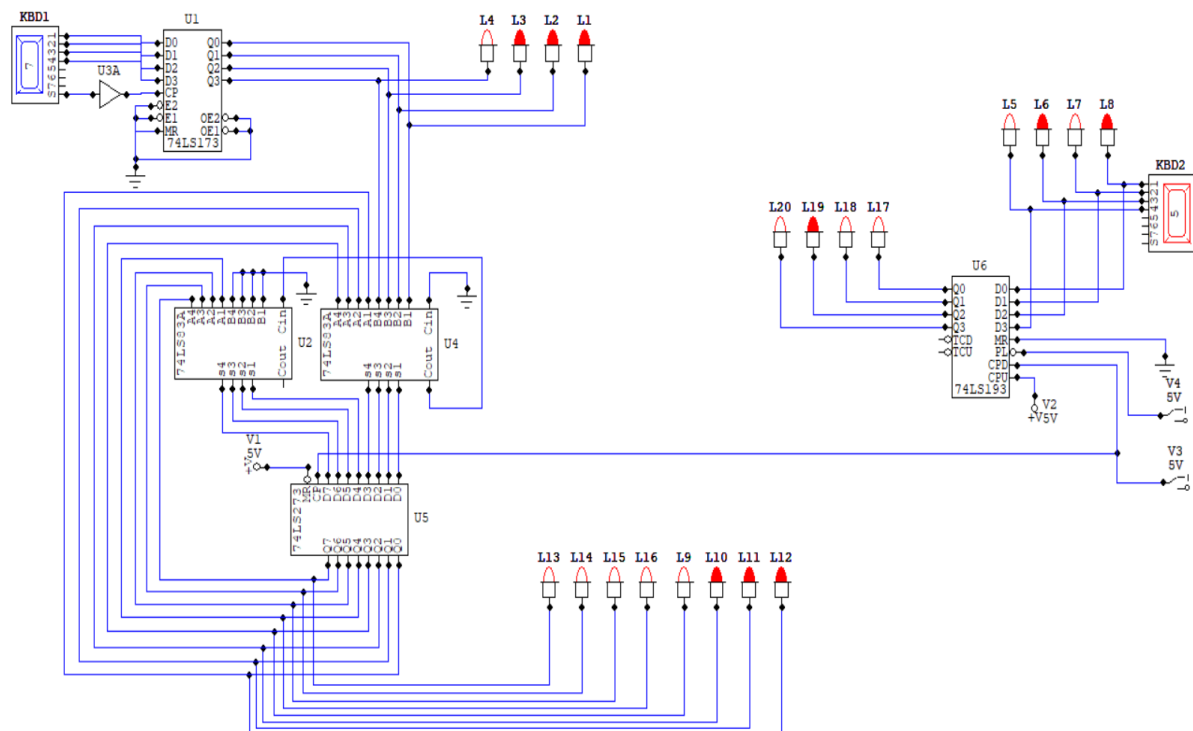 KBD1
7
S7654321
U3A
U1
D0 Q0
D1 Q1
D2 Q2
D3 Q3
CP
E2
E1 OE2
MR OE1
74LS173
L4 L3 L2 L1
L5 L6 L7 L8
KBD2
5
S7654321
L20 L19 L18 L17
U6
Q0 D0
Q1 D1
Q2 D2
Q3 D3
TCD MR
TCU PL
CPD
CPU
74LS193
V2
+V5V
V4
5V
V3
5V
A4 A3 A2 A1 B4 B3 B2 B1 Cin
74LS83A
s4 s3 s2 s1 Cout
U2
A4 A3 A2 A1 B4 B3 B2 B1 Cin
74LS83A
s4 s3 s2 s1 Cout
U4
V1
5V
+V
MR CP D7 D6 D5 D4 D3 D2 D1 D0
74LS273
Q7 Q6 Q5 Q4 Q3 Q2 Q1 Q0
U5
L13 L14 L15 L16 L9 L10 L11 L12